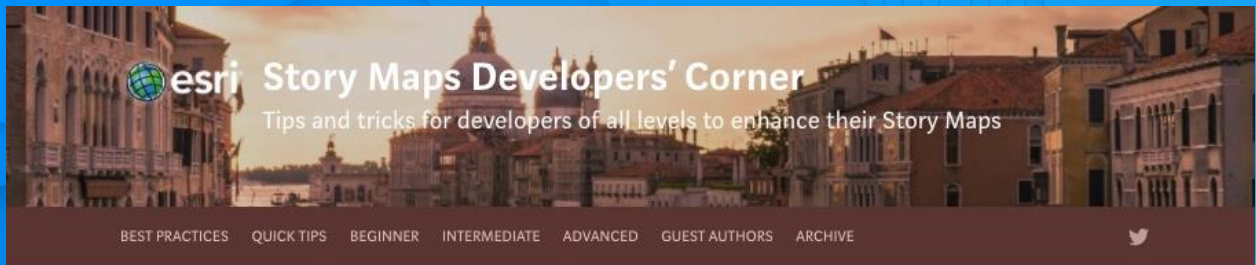 esri Story Maps Developers’ Corner
Tips and tricks for developers of all levels to enhance their Story Maps
BEST PRACTICES QUICK TIPS BEGINNER INTERMEDIATE ADVANCED GUEST AUTHORS ARCHIVE